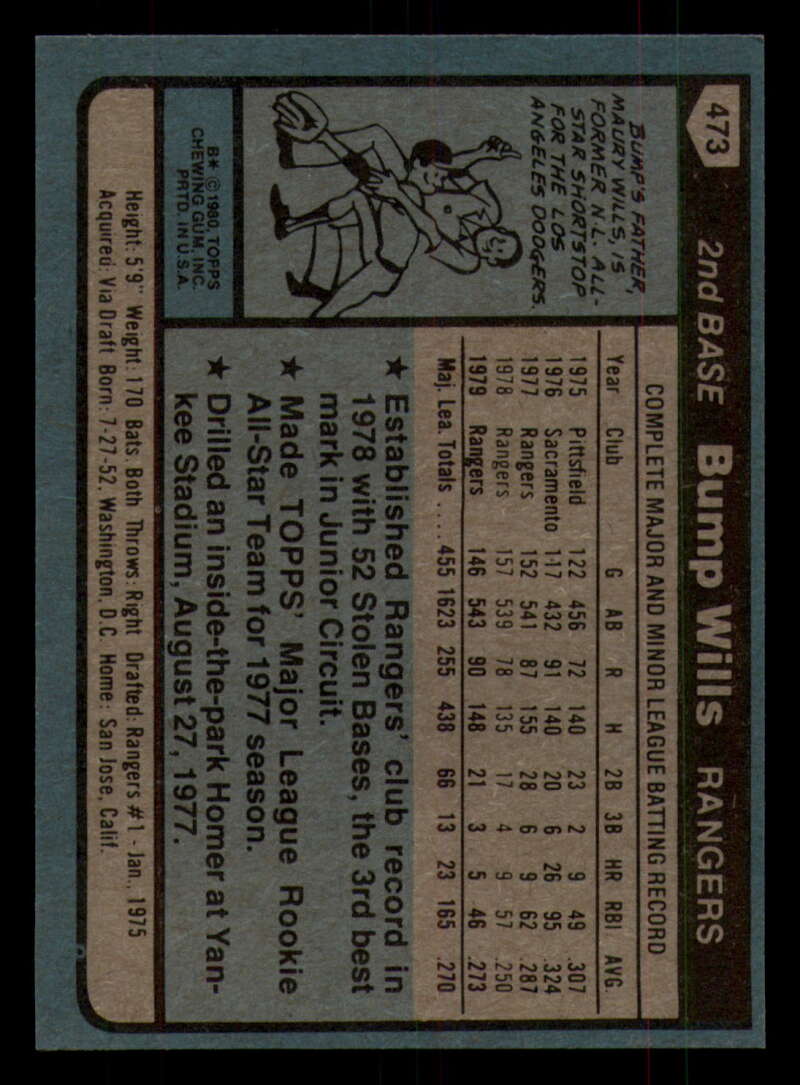 473
2nd BASE Bump Wills RANGERS
BUMP'S FATHER,
MAURY WILLS, IS
FORMER N.L. ALL-
STAR SHORTSTOP
FOR THE LOS
ANGELES DODGERS.
B* © 1980 TOPPS
CHEWING GUM, INC.
PRTD. IN U.S.A.
COMPLETE MAJOR AND MINOR LEAGUE BATTING RECORD
Year Club G AB R H 2B 3B HR RBI AVG.
1975 Pittsfield 122 456 72 140 23 2 9 49 .307
1976 Sacramento 432 91 140 20 6 26 95 .324
1977 Rangers 152 541 87 155 28 6 9 62 .287
1978 Rangers 157 539 78 135 17 4 9 57 .250
1979 Rangers 146 543 90 148 21 3 5 46 .273
Maj. Lea. Totals .... 455 1623 255 438 66 13 23 165 .270
★ Established Rangers' club record in
1978 with 52 Stolen Bases, the 3rd best
mark in Junior Circuit.
★ Made TOPPS' Major League Rookie
All-Star Team for 1977 season.
★ Drilled an inside-the-park Homer at Yan-
kee Stadium, August 27, 1977.
Height: 5'9" Weight: 170 Bats: Both Throws: Right Drafted: Rangers #1 - Jan., 1975
Acquired: Via Draft Born: 7-27-52, Washington, D.C. Home: San Jose, Calif.